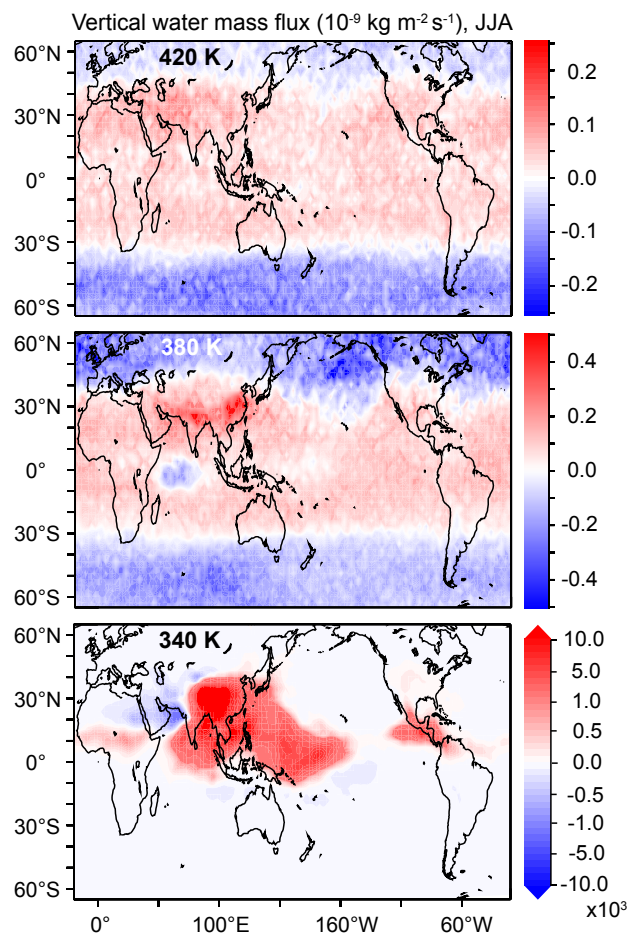 Vertical water mass flux (10⁻⁹ kg m⁻² s⁻¹), JJA
60°N
420 K
30°N
0°
30°S
60°S
0.2
0.1
0.0
-0.1
-0.2
60°N
380 K
30°N
0°
30°S
60°S
0.4
0.2
0.0
-0.2
-0.4
60°N
340 K
30°N
0°
30°S
60°S
10.0
5.0
1.0
0.5
0.0
-0.5
-1.0
-5.0
-10.0
x10³
0° 100°E 160°W 60°W